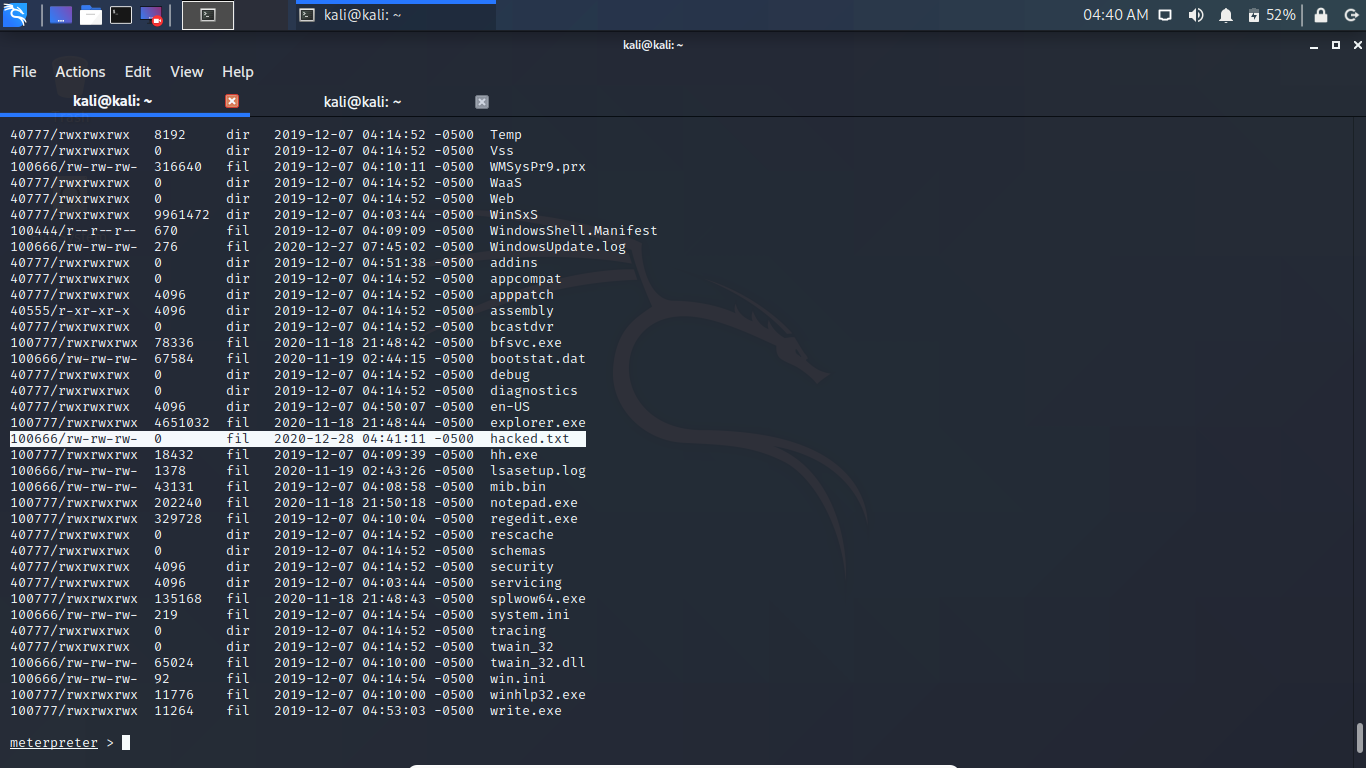 kali@kali: ~
04:40 AM 52%
kali@kali: ~
File Actions Edit View Help
kali@kali: ~ kali@kali: ~
40777/rwxrwxrwx 8192 dir 2019-12-07 04:14:52 -0500 Temp
40777/rwxrwxrwx 0 dir 2019-12-07 04:14:52 -0500 Vss
100666/rw-rw-rw- 316640 fil 2019-12-07 04:10:11 -0500 WMSysPr9.prx
40777/rwxrwxrwx 0 dir 2019-12-07 04:14:52 -0500 WaaS
40777/rwxrwxrwx 0 dir 2019-12-07 04:14:52 -0500 Web
40777/rwxrwxrwx 9961472 dir 2019-12-07 04:03:44 -0500 WinSxS
100444/r--r--r-- 670 fil 2019-12-07 04:09:09 -0500 WindowsShell.Manifest
100666/rw-rw-rw- 276 fil 2020-12-27 07:45:02 -0500 WindowsUpdate.log
40777/rwxrwxrwx 0 dir 2019-12-07 04:51:38 -0500 addins
40777/rwxrwxrwx 0 dir 2019-12-07 04:14:52 -0500 appcompat
40777/rwxrwxrwx 4096 dir 2019-12-07 04:14:52 -0500 apppatch
40555/r-xr-xr-x 4096 dir 2019-12-07 04:14:52 -0500 assembly
40777/rwxrwxrwx 0 dir 2019-12-07 04:14:52 -0500 bcastdvr
100777/rwxrwxrwx 78336 fil 2020-11-18 21:48:42 -0500 bfsvc.exe
100666/rw-rw-rw- 67584 fil 2020-11-19 02:44:15 -0500 bootstat.dat
40777/rwxrwxrwx 0 dir 2019-12-07 04:14:52 -0500 debug
40777/rwxrwxrwx 0 dir 2019-12-07 04:14:52 -0500 diagnostics
40777/rwxrwxrwx 4096 dir 2019-12-07 04:50:07 -0500 en-US
100777/rwxrwxrwx 4651032 fil 2020-11-18 21:48:44 -0500 explorer.exe
100666/rw-rw-rw- 0 fil 2020-12-28 04:41:11 -0500 hacked.txt
100777/rwxrwxrwx 18432 fil 2019-12-07 04:09:39 -0500 hh.exe
100666/rw-rw-rw- 1378 fil 2020-11-19 02:43:26 -0500 lsasetup.log
100666/rw-rw-rw- 43131 fil 2019-12-07 04:08:58 -0500 mib.bin
100777/rwxrwxrwx 202240 fil 2020-11-18 21:50:18 -0500 notepad.exe
100777/rwxrwxrwx 329728 fil 2019-12-07 04:10:04 -0500 regedit.exe
40777/rwxrwxrwx 0 dir 2019-12-07 04:14:52 -0500 rescache
40777/rwxrwxrwx 0 dir 2019-12-07 04:14:52 -0500 schemas
40777/rwxrwxrwx 4096 dir 2019-12-07 04:14:52 -0500 security
40777/rwxrwxrwx 4096 dir 2019-12-07 04:03:44 -0500 servicing
100777/rwxrwxrwx 135168 fil 2020-11-18 21:48:43 -0500 splwow64.exe
100666/rw-rw-rw- 219 fil 2019-12-07 04:14:54 -0500 system.ini
40777/rwxrwxrwx 0 dir 2019-12-07 04:14:52 -0500 tracing
40777/rwxrwxrwx 0 dir 2019-12-07 04:14:52 -0500 twain_32
100666/rw-rw-rw- 65024 fil 2019-12-07 04:10:00 -0500 twain_32.dll
100666/rw-rw-rw- 92 fil 2019-12-07 04:14:54 -0500 win.ini
100777/rwxrwxrwx 11776 fil 2019-12-07 04:10:00 -0500 winhlp32.exe
100777/rwxrwxrwx 11264 fil 2019-12-07 04:53:03 -0500 write.exe
meterpreter >